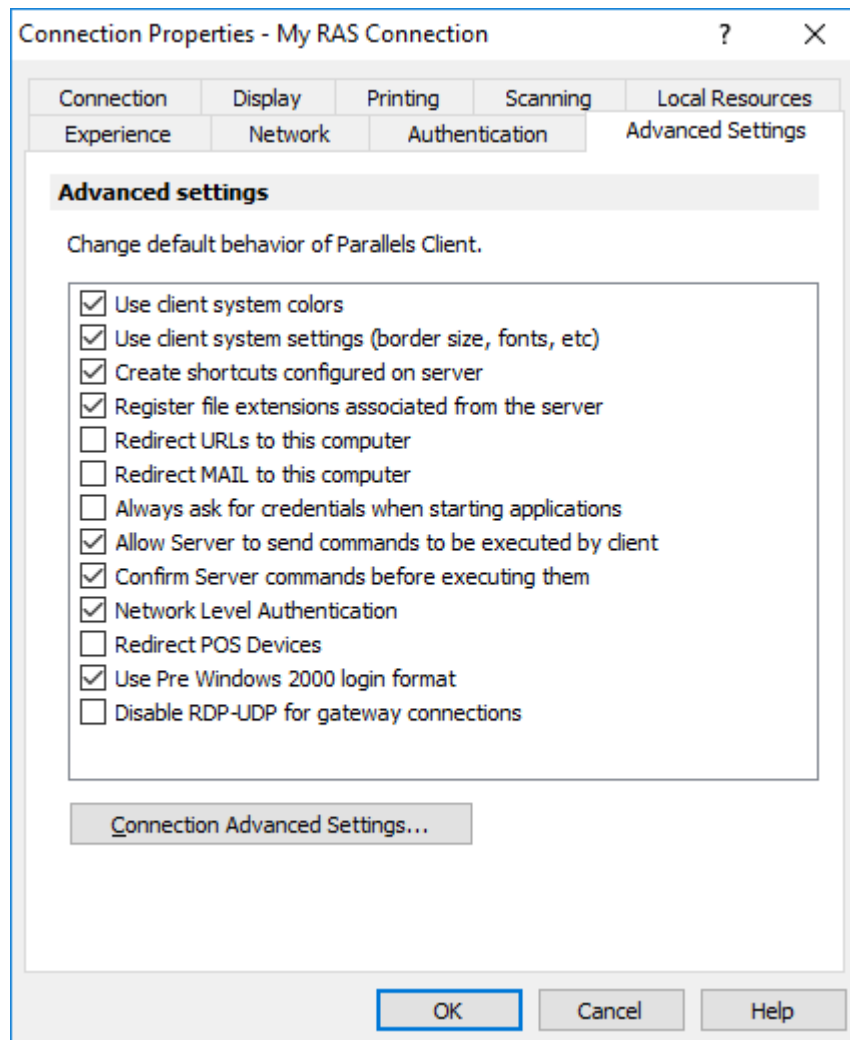 Connection Properties - My RAS Connection ? ×
Connection Display Printing Scanning Local Resources
Experience Network Authentication Advanced Settings
Advanced settings
Change default behavior of Parallels Client.
Use client system colors
Use client system settings (border size, fonts, etc)
Create shortcuts configured on server
Register file extensions associated from the server
Redirect URLs to this computer
Redirect MAIL to this computer
Always ask for credentials when starting applications
Allow Server to send commands to be executed by client
Confirm Server commands before executing them
Network Level Authentication
Redirect POS Devices
Use Pre Windows 2000 login format
Disable RDP-UDP for gateway connections
Connection Advanced Settings...
OK Cancel Help